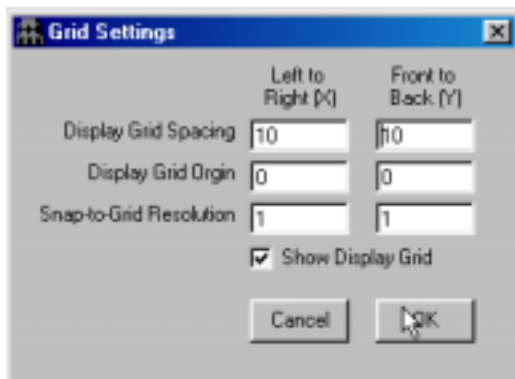 Grid Settings
Left to Front to
Right (X) Back (Y)
Display Grid Spacing 10 10
Display Grid Orgin 0 0
Snap-to-Grid Resolution 1 1
Show Display Grid
Cancel OK